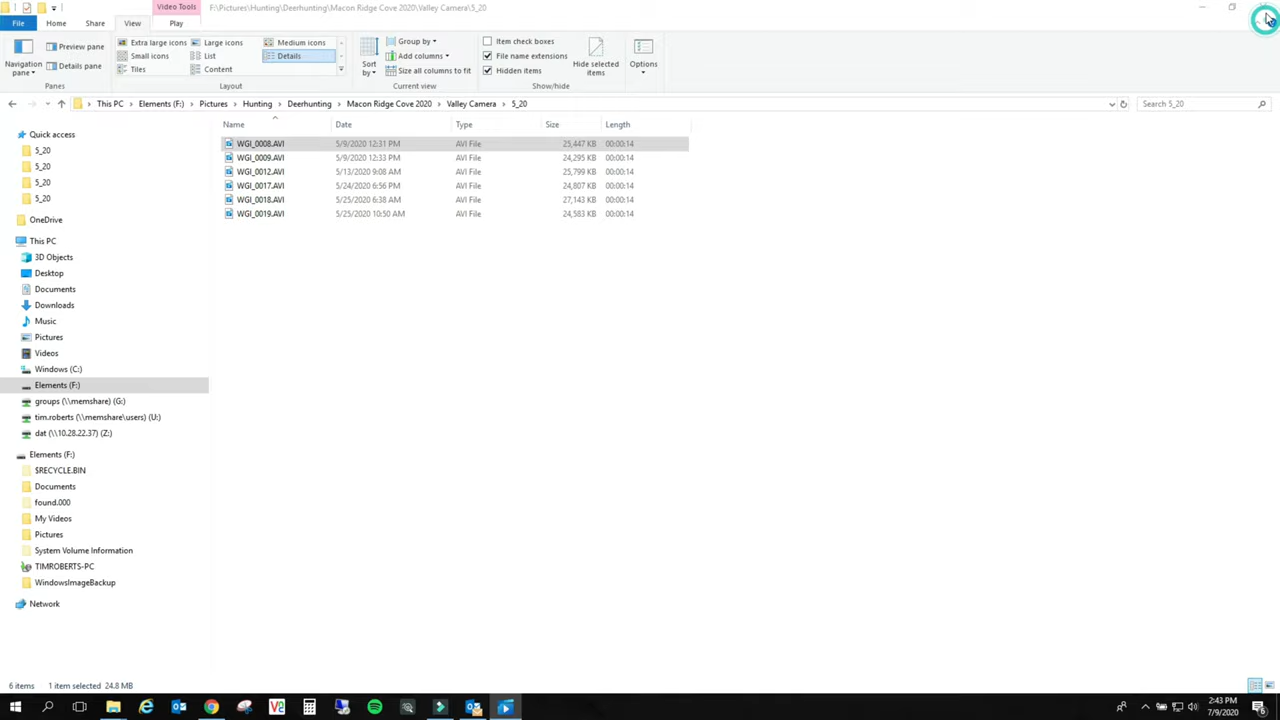 Video Tools
F:\Pictures\Hunting\Deerhunting\Macon Ridge Cove 2020\Valley Camera\5_20
File Home Share View Play
Navigation pane
Preview pane
Details pane
Panes
Extra large icons Large icons Medium icons
Small icons List Details
Tiles Content
Layout
Sort by
Group by
Add columns
Size all columns to fit
Current view
Item check boxes
File name extensions
Hidden items
Hide selected items
Show/hide
Options
This PC Elements (F:) Pictures Hunting Deerhunting Macon Ridge Cove 2020 Valley Camera 5_20
Search 5_20
Quick access
5_20
5_20
5_20
5_20
OneDrive
This PC
3D Objects
Desktop
Documents
Downloads
Music
Pictures
Videos
Windows (C:)
Elements (F:)
groups (\\memshare) (G:)
tim.roberts (\\memshare\users) (U:)
dat (\\10.28.22.37) (Z:)
Elements (F:)
$RECYCLE.BIN
Documents
found.000
My Videos
Pictures
System Volume Information
TIMROBERTS-PC
WindowsImageBackup
Network
Name Date Type Size Length
WGI_0008.AVI 5/9/2020 12:31 PM AVI File 25,447 KB 00:00:14
WGI_0009.AVI 5/9/2020 12:33 PM AVI File 24,295 KB 00:00:14
WGI_0012.AVI 5/13/2020 9:08 AM AVI File 25,799 KB 00:00:14
WGI_0017.AVI 5/24/2020 6:56 PM AVI File 24,807 KB 00:00:14
WGI_0018.AVI 5/25/2020 6:38 AM AVI File 27,143 KB 00:00:14
WGI_0019.AVI 5/25/2020 10:50 AM AVI File 24,583 KB 00:00:14
6 items 1 item selected 24.8 MB
2:43 PM
7/9/2020